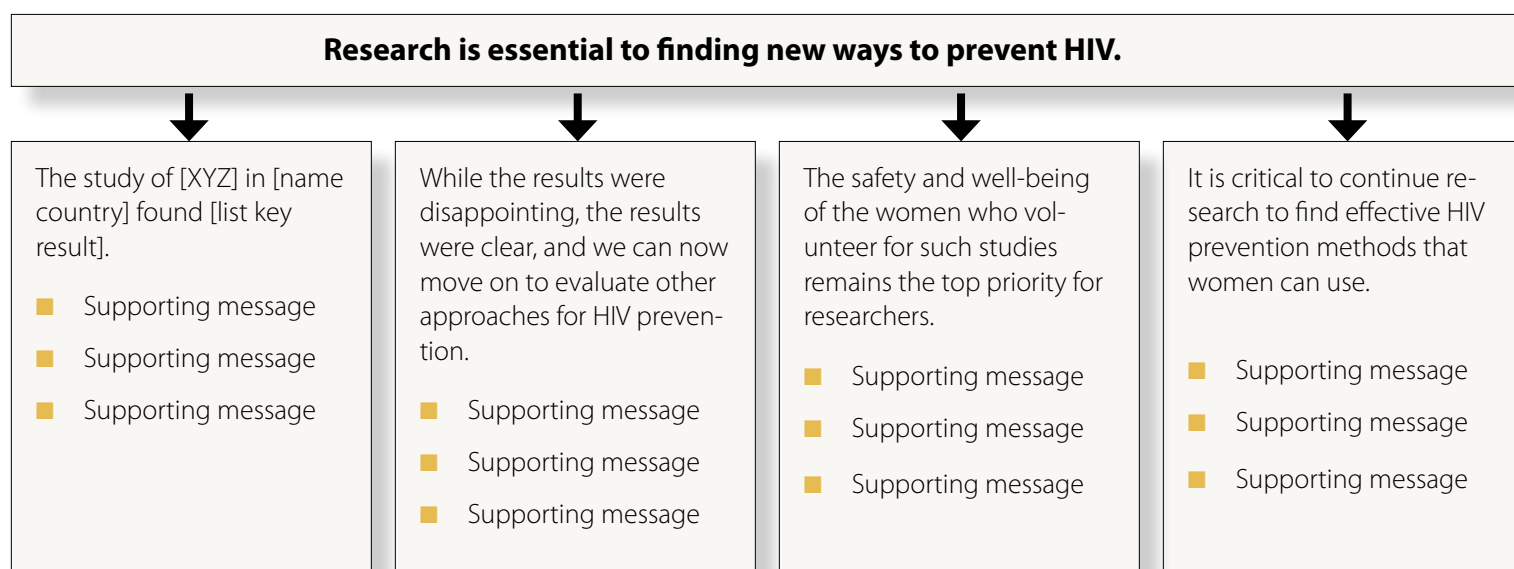 Research is essential to finding new ways to prevent HIV.
The study of [XYZ] in [name
country] found [list key
result].
Supporting message
Supporting message
Supporting message
While the results were
disappointing, the results
were clear, and we can now
move on to evaluate other
approaches for HIV preven-
tion.
Supporting message
Supporting message
Supporting message
The safety and well-being
of the women who vol-
unteer for such studies
remains the top priority for
researchers.
Supporting message
Supporting message
Supporting message
It is critical to continue re-
search to find effective HIV
prevention methods that
women can use.
Supporting message
Supporting message
Supporting message